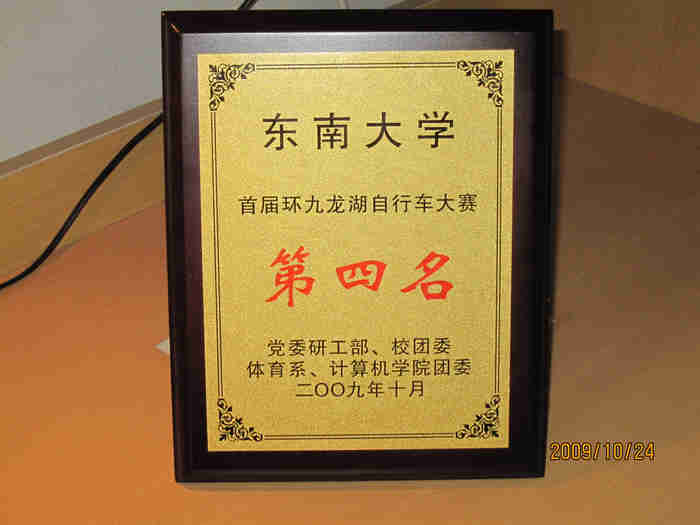 东南大学
首届环九龙湖自行车大赛
第四名
党委研工部、校团委
体育系、计算机学院团委
二〇〇九年十月
2009/10/24